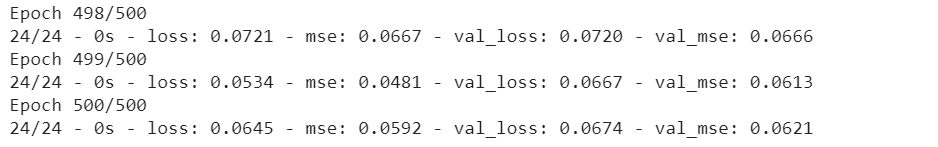 Epoch 498/500
24/24 - 0s - loss: 0.0721 - mse: 0.0667 - val_loss: 0.0720 - val_mse: 0.0666
Epoch 499/500
24/24 - 0s - loss: 0.0534 - mse: 0.0481 - val_loss: 0.0667 - val_mse: 0.0613
Epoch 500/500
24/24 - 0s - loss: 0.0645 - mse: 0.0592 - val_loss: 0.0674 - val_mse: 0.0621